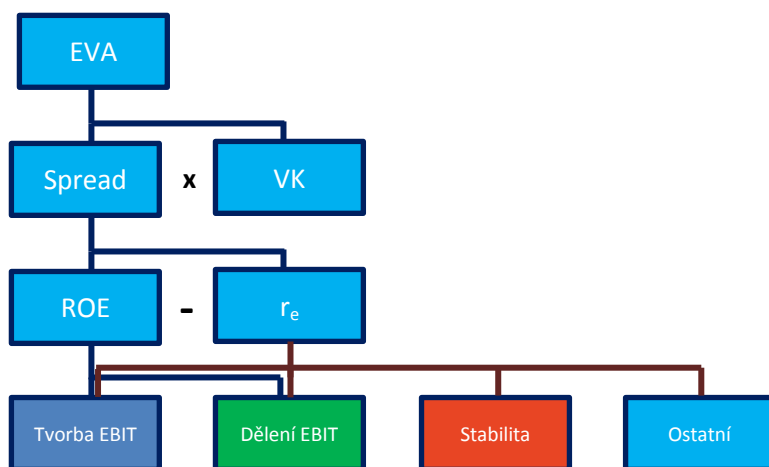 EVA
Spread x VK
ROE - rₑ
Tvorba EBIT Dělení EBIT Stabilita Ostatní